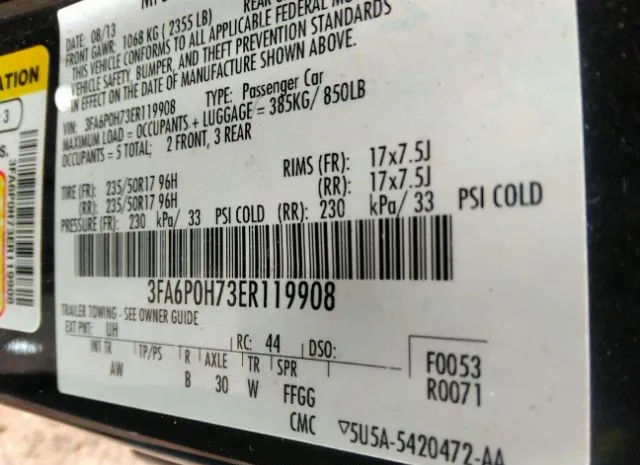 DATE: 08/13
FRONT GAWR: 1068 KG ( 2355 LB)
THIS VEHICLE CONFORMS TO ALL APPLICABLE FEDERAL
VEHICLE SAFETY, BUMPER, AND THEFT PREVENTION STANDARDS
IN EFFECT ON THE DATE OF MANUFACTURE SHOWN ABOVE.
VIN: 3FA6P0H73ER119908 TYPE: Passenger Car
MAXIMUM LOAD = OCCUPANTS + LUGGAGE = 385KG/ 850LB
OCCUPANTS = 5 TOTAL; 2 FRONT, 3 REAR
RIMS (FR): 17x7.5J
TIRE (FR): 235/50R17 96H (RR): 17x7.5J
(RR): 235/50R17 96H
PRESSURE (FR): 230 kPa/ 33 PSI COLD (RR): 230 kPa/ 33 PSI COLD
3FA6P0H73ER119908
TRAILER TOWING - SEE OWNER GUIDE
EXT PNT: UH RC: 44 DSO:
INT TR TP/PS R AXLE TR SPR F0053
AW B 30 W FFGG R0071
CMC 5U5A-5420472-AA
3
S.
3FA6P0H73ER119908